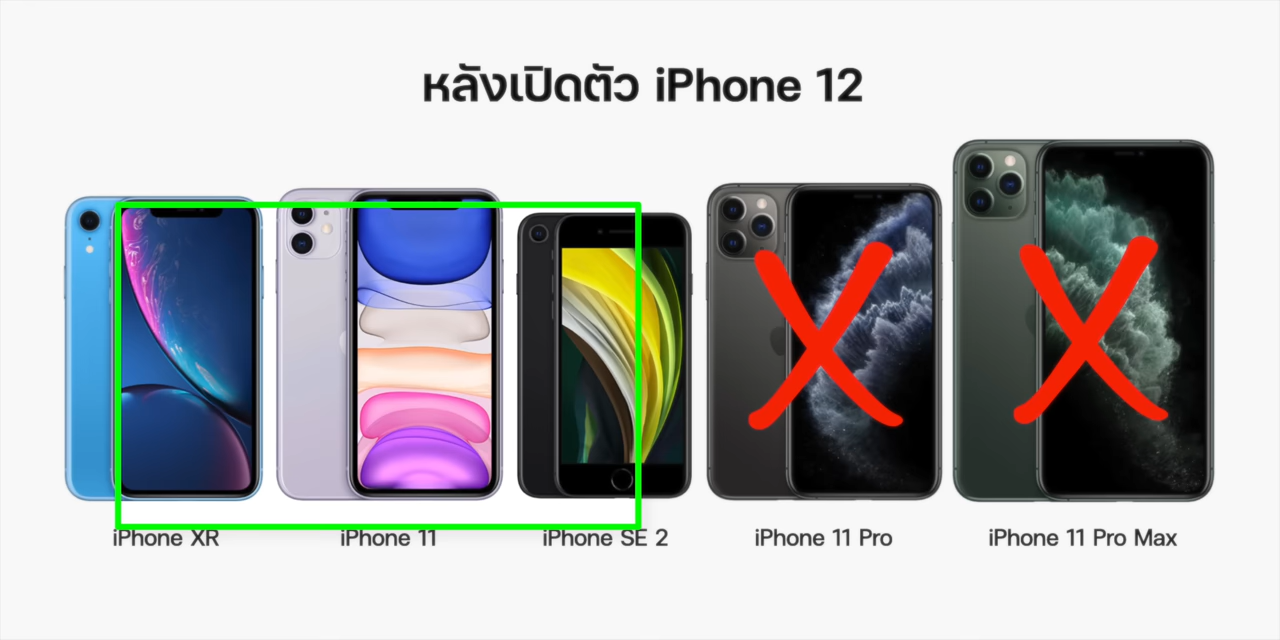 หลังเปิดตัว iPhone 12
iPhone XR
iPhone 11
iPhone SE 2
iPhone 11 Pro
iPhone 11 Pro Max